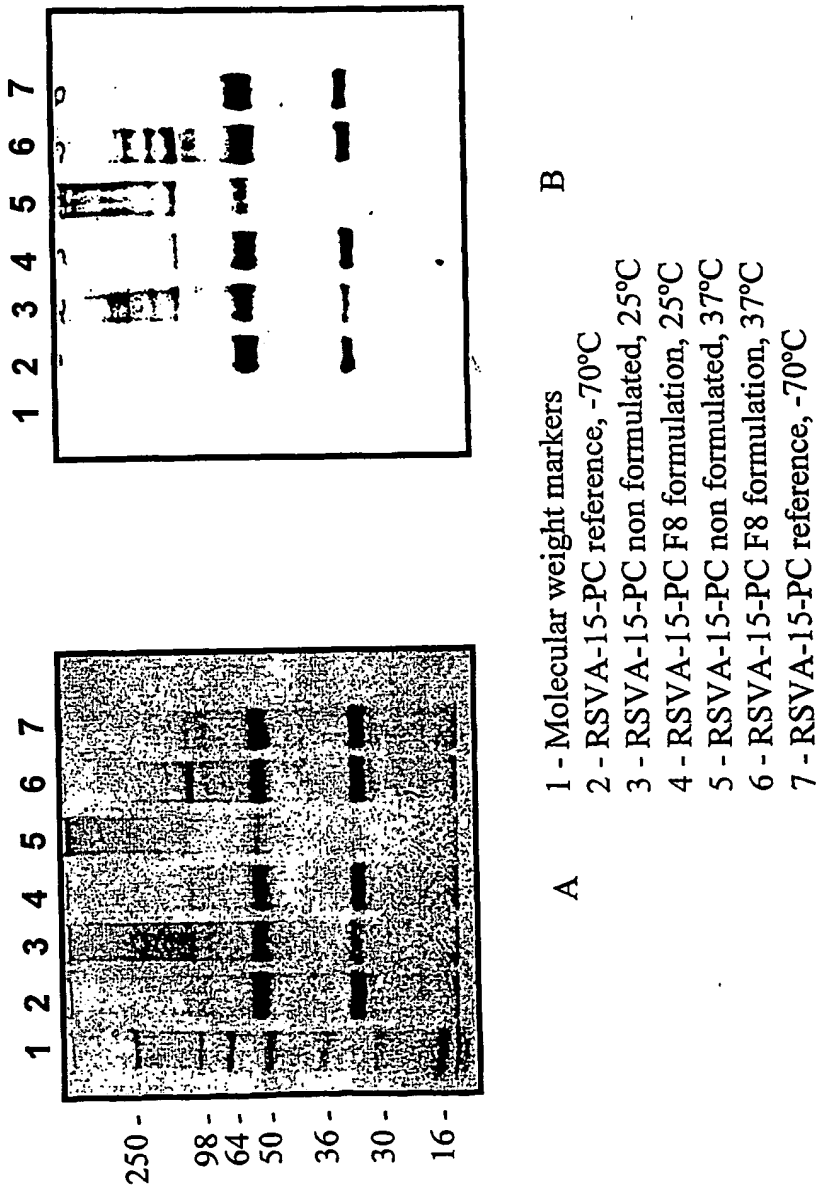 1 2 3 4 5 6 7
250 -
98 -
64 -
50 -
36 -
30 -
16 -
A
1 2 3 4 5 6 7
B
1 - Molecular weight markers
2 - RSVA-15-PC reference, -70°C
3 - RSVA-15-PC non formulated, 25°C
4 - RSVA-15-PC F8 formulation, 25°C
5 - RSVA-15-PC non formulated, 37°C
6 - RSVA-15-PC F8 formulation, 37°C
7 - RSVA-15-PC reference, -70°C